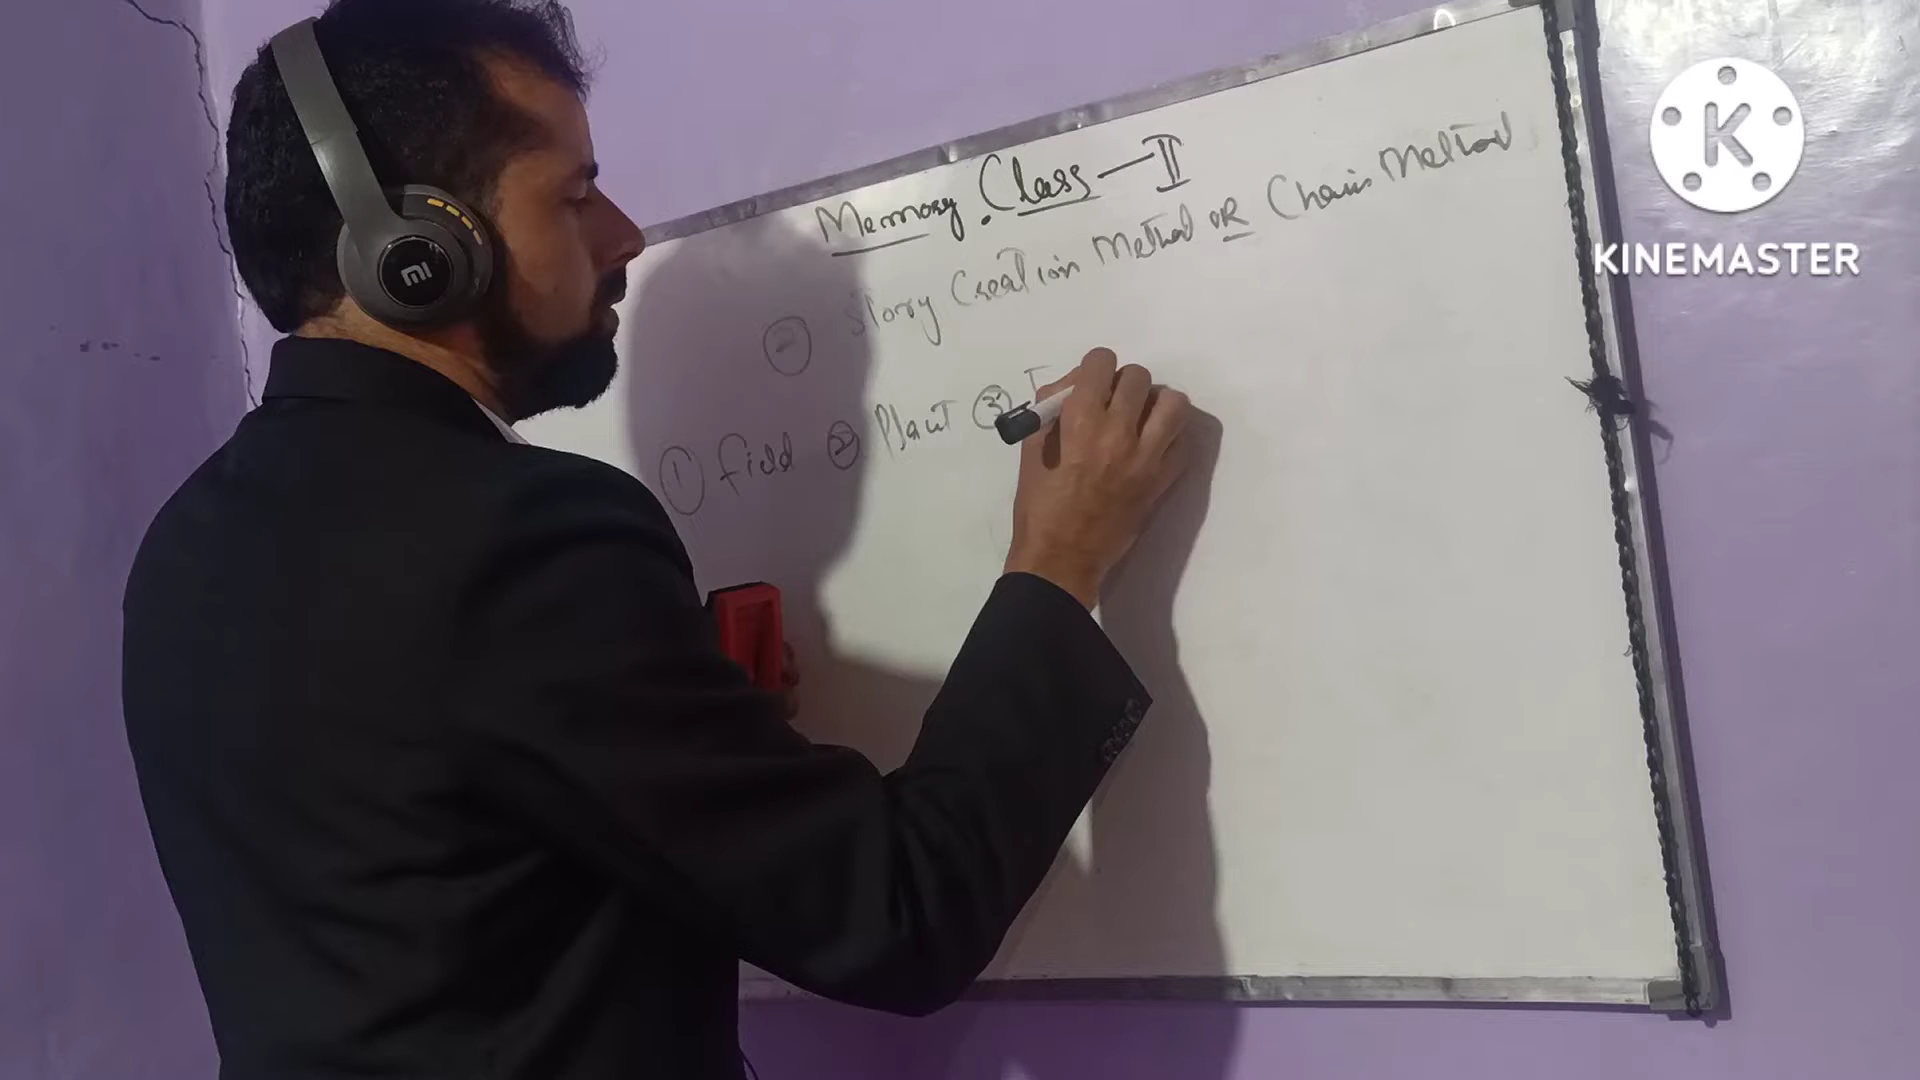 Memory Class - II
② Story Creation Method OR Chain Method
① field ② Plant ③
mi
K
KINEMASTER